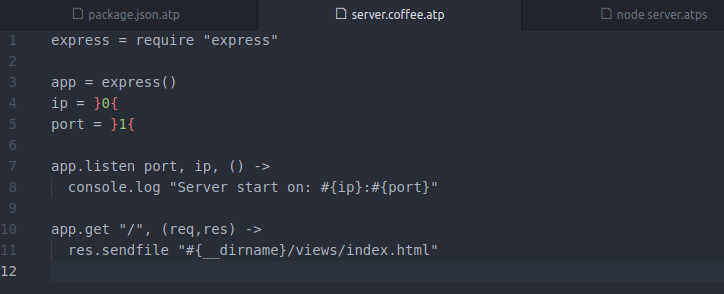 package.json.atp server.coffee.atp node server.atps
1 express = require "express"
2
3 app = express()
4 ip = }0{
5 port = }1{
6
7 app.listen port, ip, () ->
8 console.log "Server start on: #{ip}:#{port}"
9
10 app.get "/", (req,res) ->
11 res.sendfile "#{__dirname}/views/index.html"
12